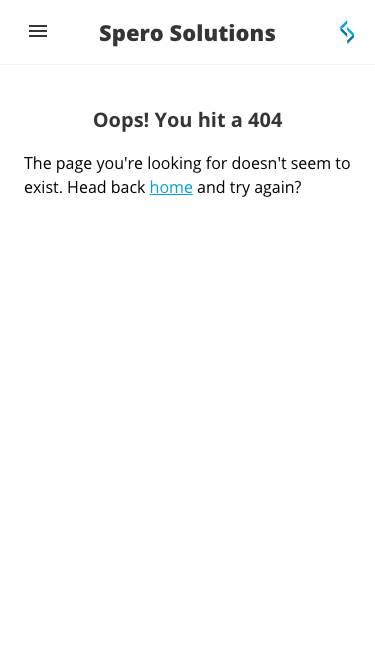 Spero Solutions
Oops! You hit a 404
The page you're looking for doesn't seem to
exist. Head back home and try again?